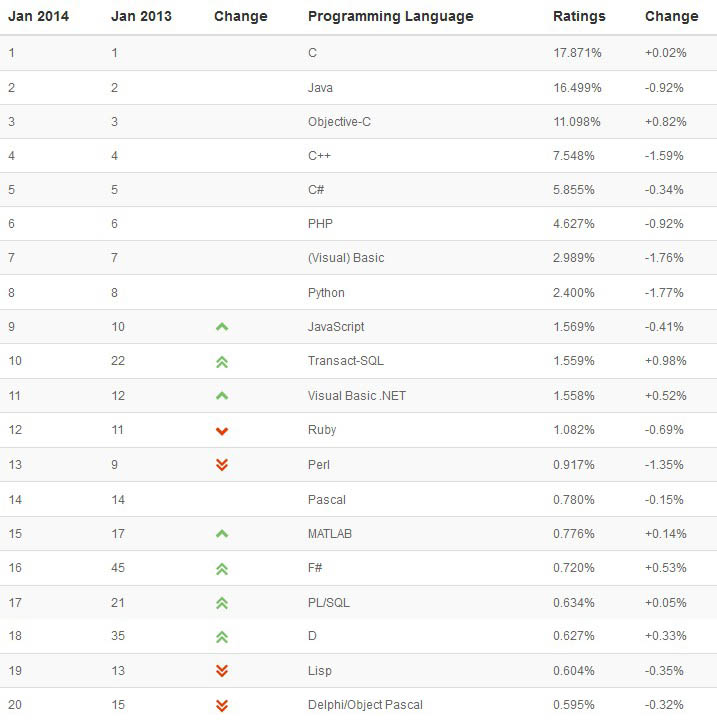 Jan 2014 Jan 2013 Change Programming Language Ratings Change
1 1 C 17.871% +0.02%
2 2 Java 16.499% -0.92%
3 3 Objective-C 11.098% +0.82%
4 4 C++ 7.548% -1.59%
5 5 C# 5.855% -0.34%
6 6 PHP 4.627% -0.92%
7 7 (Visual) Basic 2.989% -1.76%
8 8 Python 2.400% -1.77%
9 10 JavaScript 1.569% -0.41%
10 22 Transact-SQL 1.559% +0.98%
11 12 Visual Basic .NET 1.558% +0.52%
12 11 Ruby 1.082% -0.69%
13 9 Perl 0.917% -1.35%
14 14 Pascal 0.780% -0.15%
15 17 MATLAB 0.776% +0.14%
16 45 F# 0.720% +0.53%
17 21 PL/SQL 0.634% +0.05%
18 35 D 0.627% +0.33%
19 13 Lisp 0.604% -0.35%
20 15 Delphi/Object Pascal 0.595% -0.32%